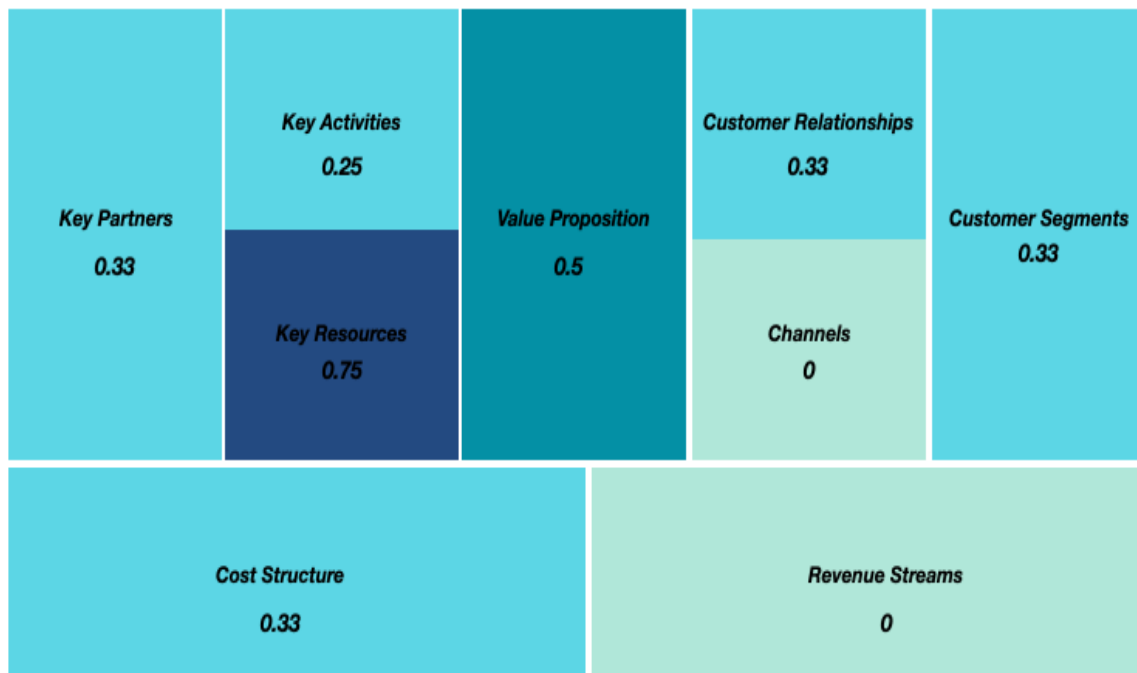 Key Partners
0.33
Key Activities
0.25
Key Resources
0.75
Value Proposition
0.5
Customer Relationships
0.33
Channels
0
Customer Segments
0.33
Cost Structure
0.33
Revenue Streams
0